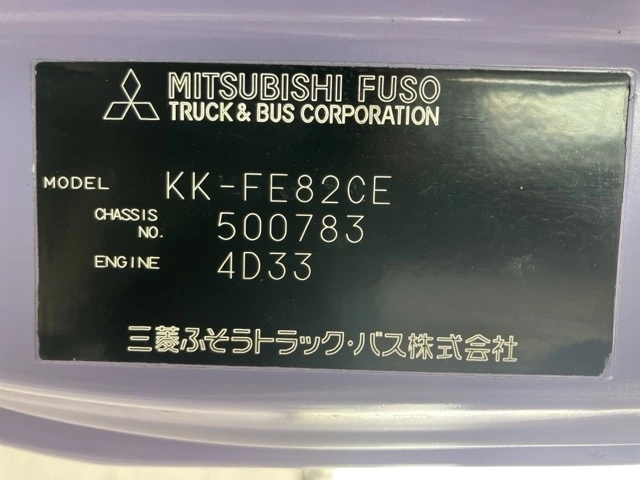 MITSUBISHI FUSO
TRUCK & BUS CORPORATION
MODEL KK-FE82CE
CHASSIS NO. 500783
ENGINE 4D33
三菱ふそうトラック・バス株式会社